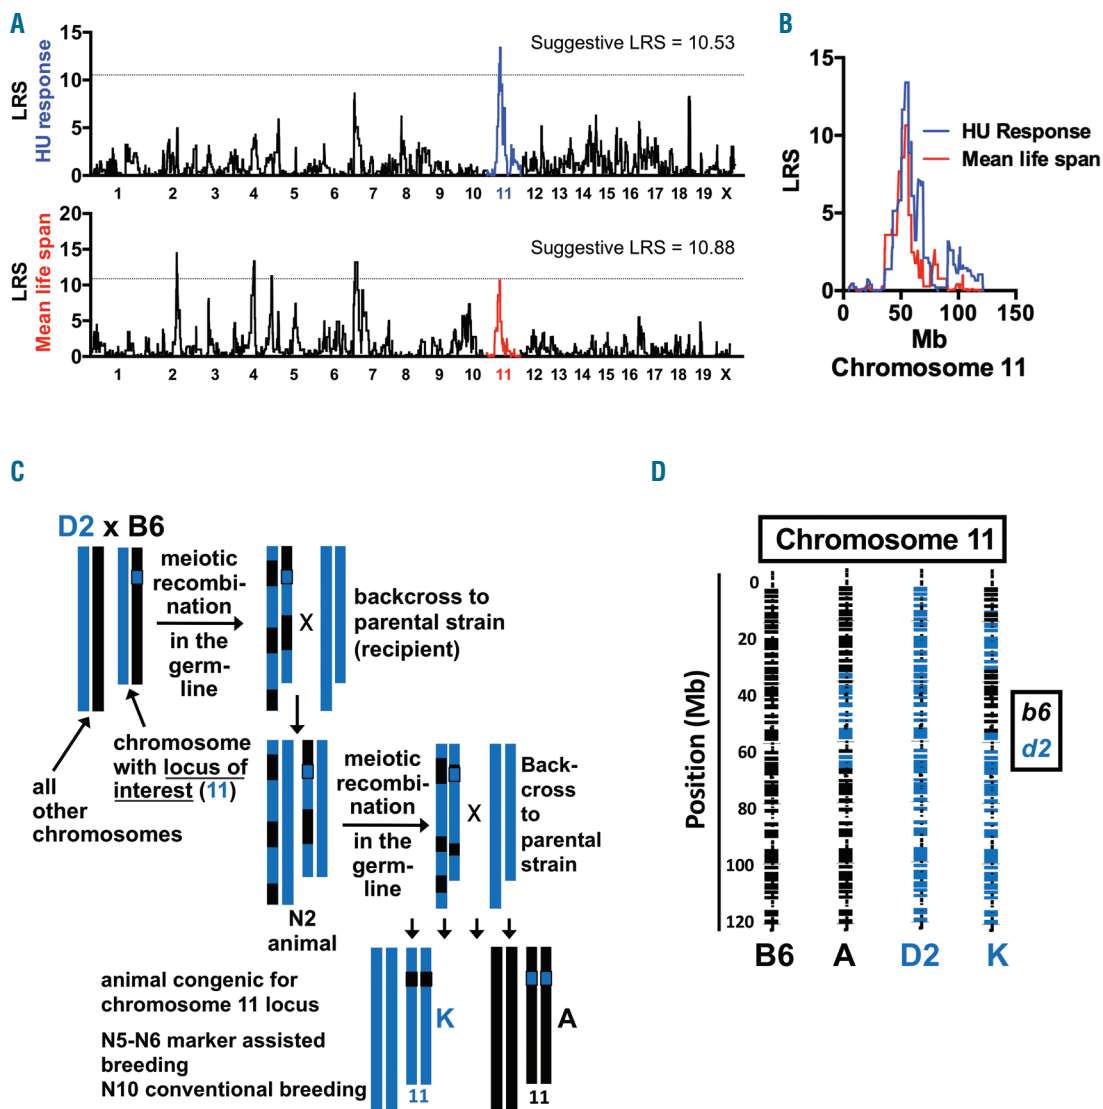 A
LRS
HU response
15
10
5
0
Suggestive LRS = 10.53
1 2 3 4 5 6 7 8 9 10 11 12 13 14 15 16 17 18 19 X
LRS
Mean life span
20
15
10
5
0
Suggestive LRS = 10.88
1 2 3 4 5 6 7 8 9 10 11 12 13 14 15 16 17 18 19 X
B
LRS
15
10
5
0
HU Response
Mean life span
0 50 100 150
Mb
Chromosome 11
C
D2 x B6
meiotic
recombi-
nation
in the
germ-
line
X
backcross to
parental strain
(recipient)
all
other
chromosomes
chromosome
with locus of
interest (11)
N2
animal
meiotic
recombi-
nation
in the
germ-
line
X
Back-
cross
to
parental
strain
animal congenic for
chromosome 11 locus
N5-N6 marker assisted
breeding
N10 conventional breeding
K
11
A
11
D
Chromosome 11
Position (Mb)
0
20
40
60
80
100
120
b6
d2
B6 A D2 K